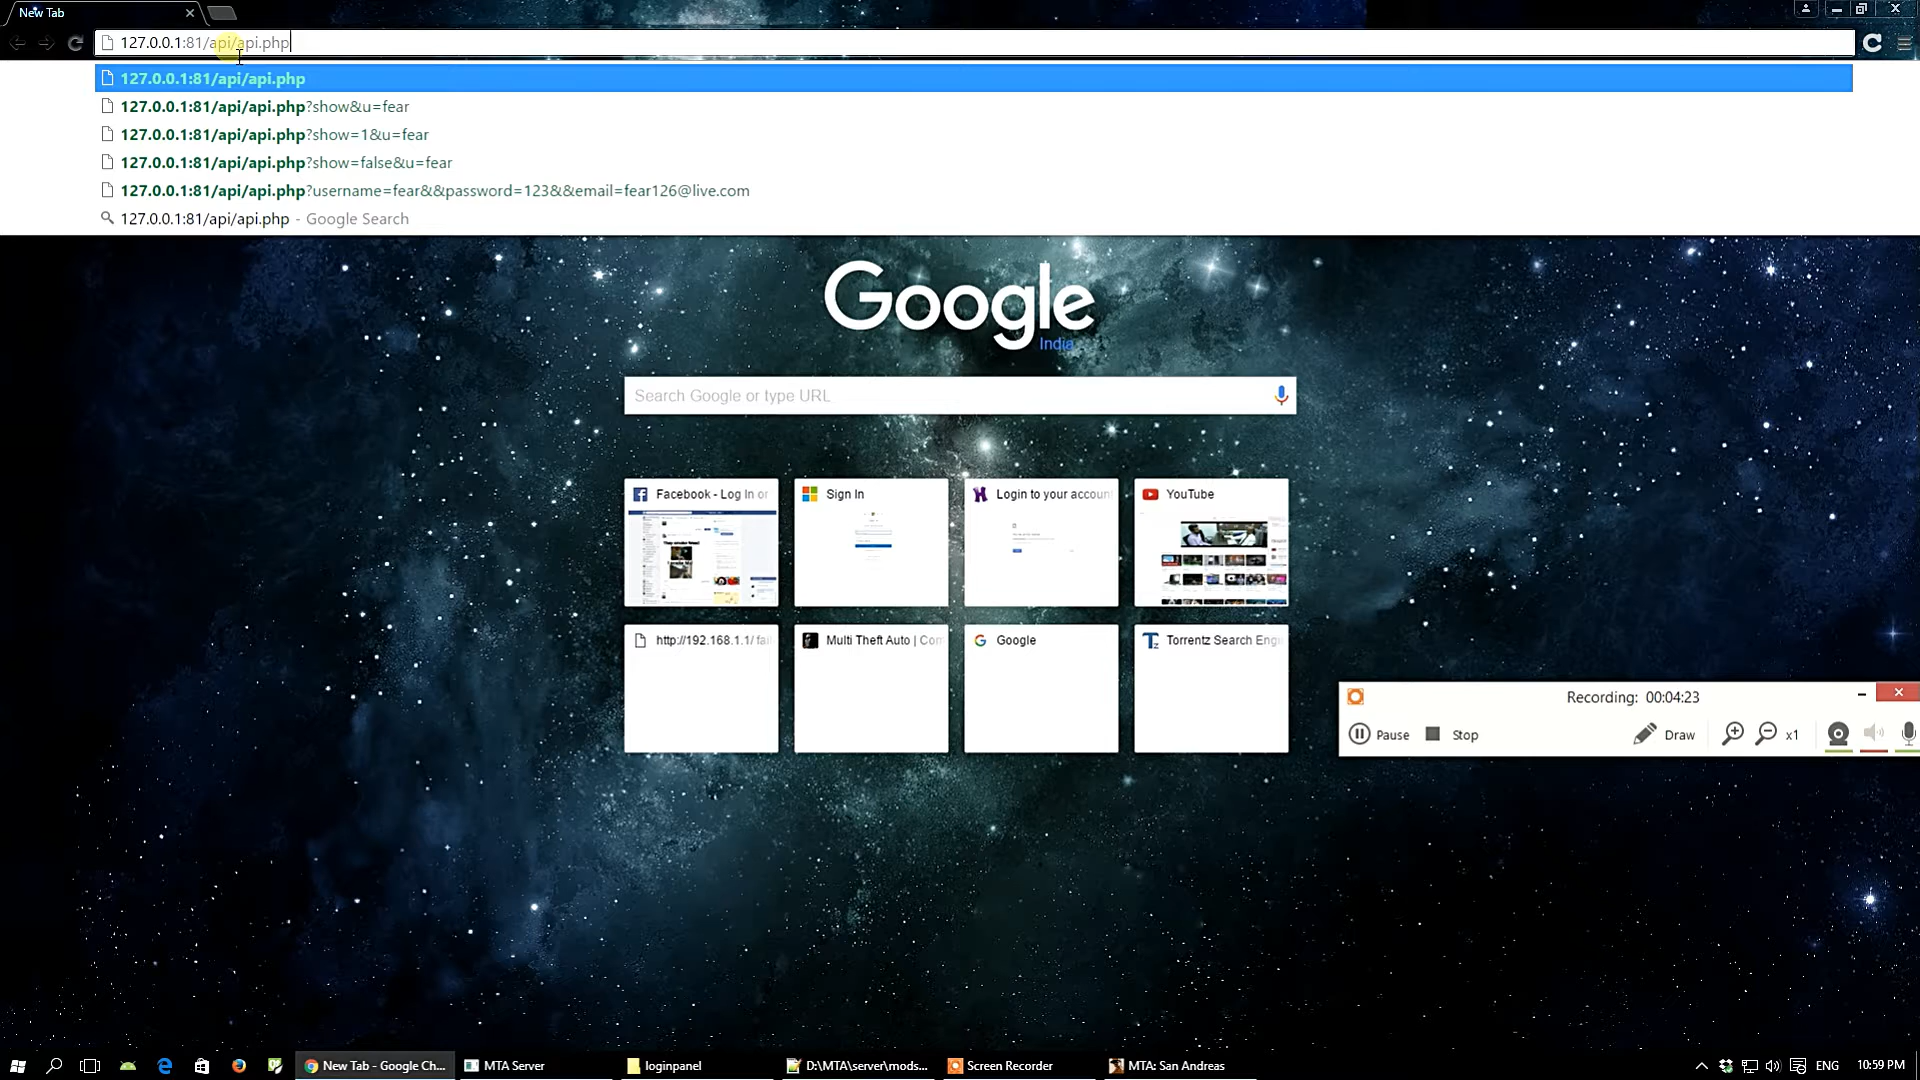 New Tab
127.0.0.1:81/api/api.php
127.0.0.1:81/api/api.php
127.0.0.1:81/api/api.php?show&u=fear
127.0.0.1:81/api/api.php?show=1&u=fear
127.0.0.1:81/api/api.php?show=false&u=fear
127.0.0.1:81/api/api.php?username=fear&&password=123&&email=fear126@live.com
127.0.0.1:81/api/api.php - Google Search
Google
India
Search Google or type URL
Facebook - Log In or
Sign In
Login to your accoun
YouTube
http://192.168.1.1/ fai
Multi Theft Auto | Con
Google
Torrentz Search Engi
Recording: 00:04:23
Pause
Stop
Draw
x1
New Tab - Google Ch...
MTA Server
loginpanel
D:\MTA\server\mods...
Screen Recorder
MTA: San Andreas
ENG
10:59 PM